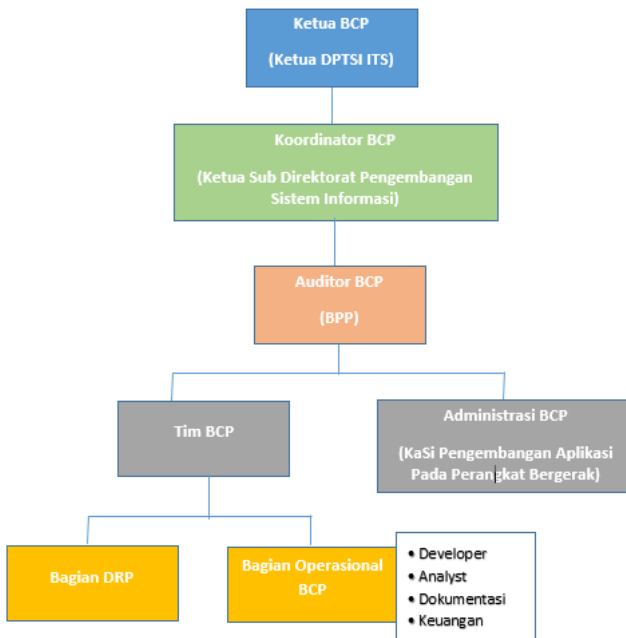 Ketua BCP
(Ketua DPTSI ITS)
Koordinator BCP
(Ketua Sub Direktorat Pengembangan
Sistem Informasi)
Auditor BCP
(BPP)
Tim BCP
Administrasi BCP
(KaSi Pengembangan Aplikasi
Pada Perangkat Bergerak)
Bagian DRP
Bagian Operasional
BCP
• Developer
• Analyst
• Dokumentasi
• Keuangan